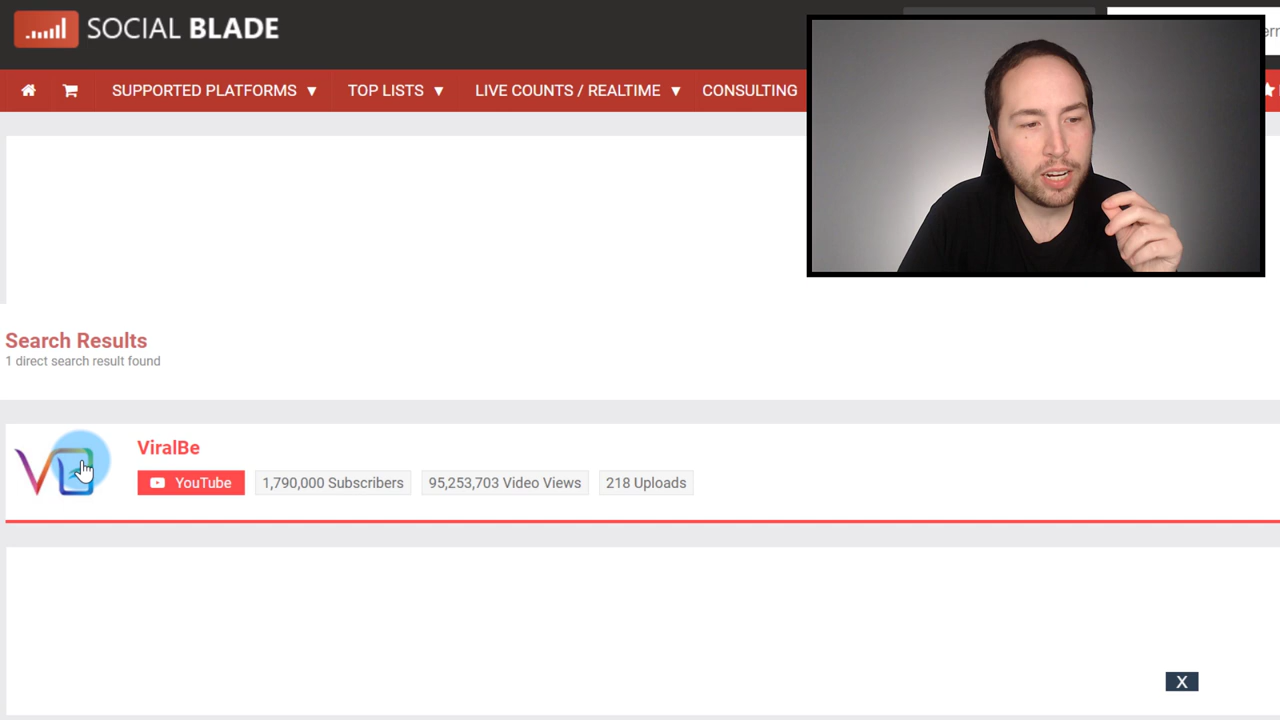 SOCIAL BLADE
SUPPORTED PLATFORMS ▼ TOP LISTS ▼ LIVE COUNTS / REALTIME ▼ CONSULTING
Search Results
1 direct search result found
ViralBe
YouTube 1,790,000 Subscribers 95,253,703 Video Views 218 Uploads
X